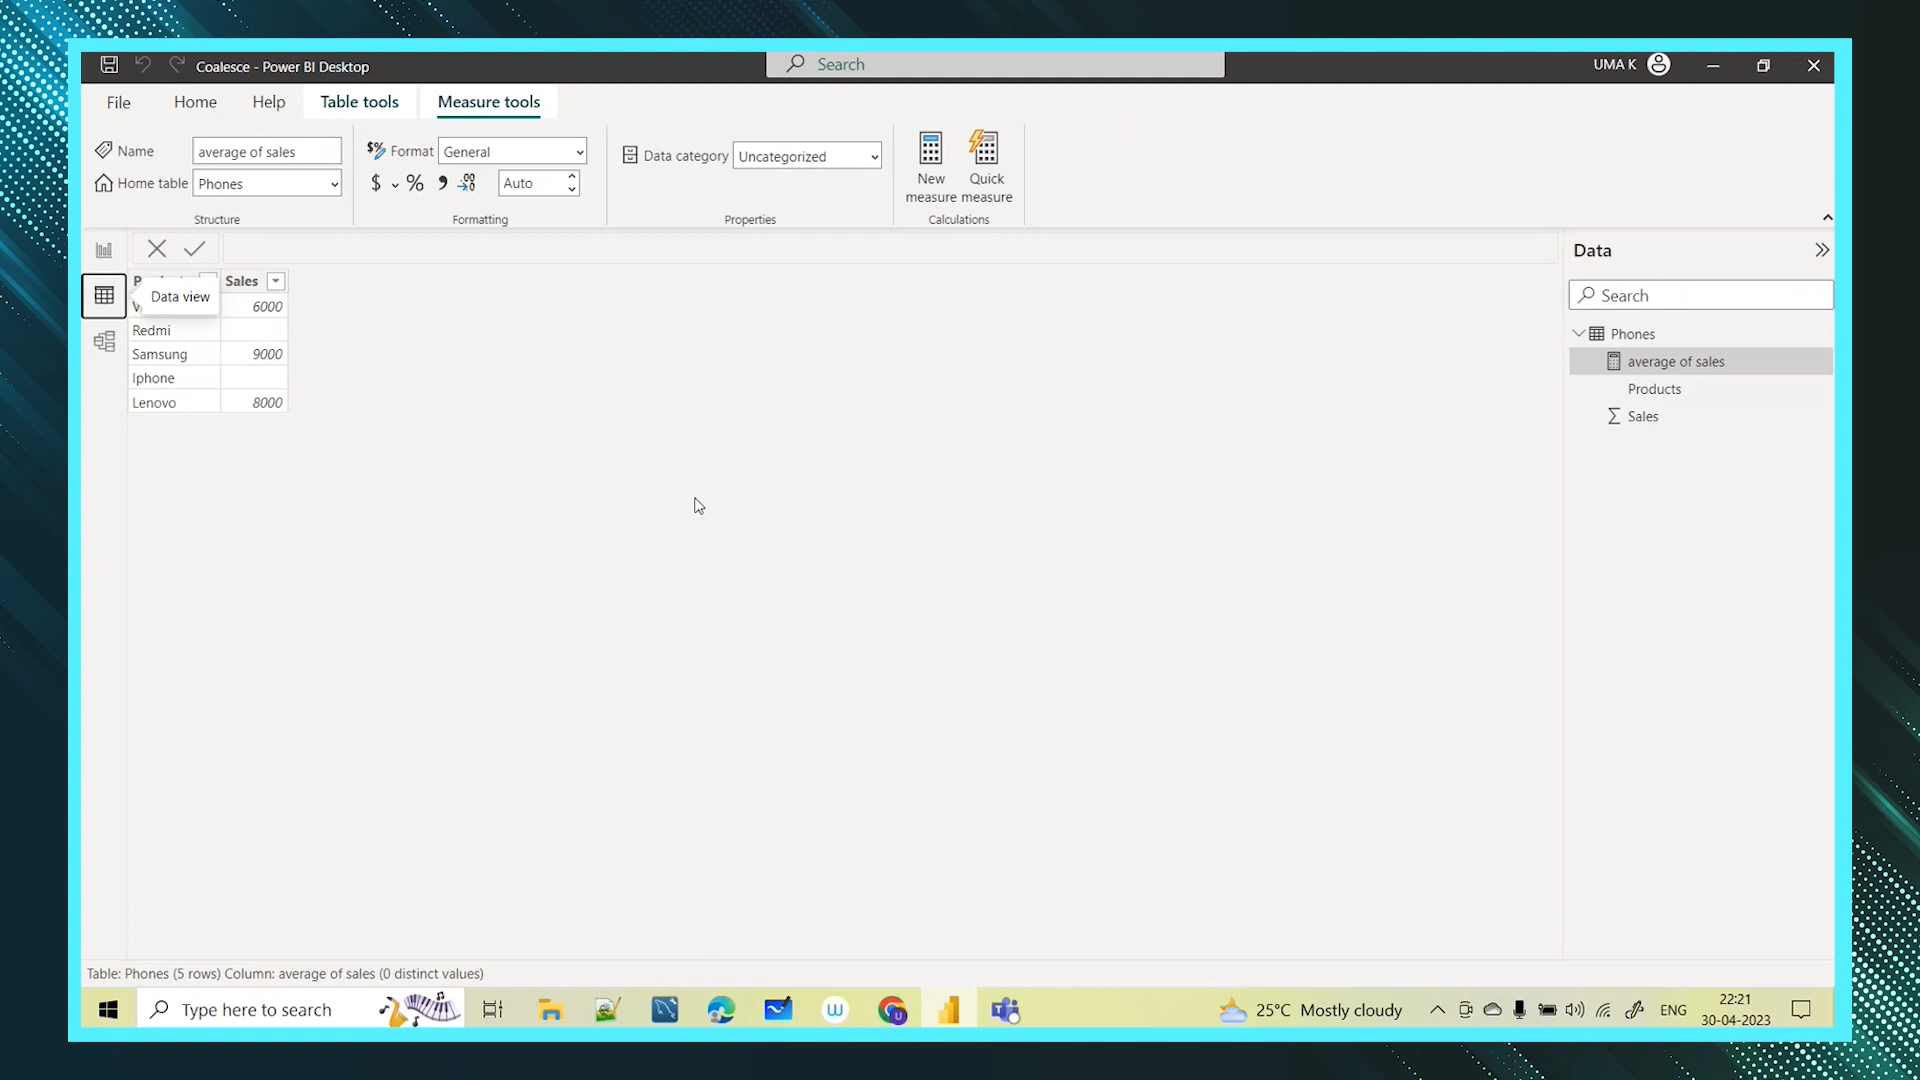 Coalesce - Power BI Desktop
Search
UMA K
File
Home
Help
Table tools
Measure tools
Name
average of sales
Format
General
Data category
Uncategorized
New measure
Quick measure
Home table
Phones
$
%
Auto
Structure
Formatting
Properties
Calculations
Data
Sales
Data view
6000
Redmi
Samsung
9000
Iphone
Lenovo
8000
Search
Phones
average of sales
Products
Sales
Table: Phones (5 rows) Column: average of sales (0 distinct values)
Type here to search
25°C Mostly cloudy
ENG
22:21
30-04-2023